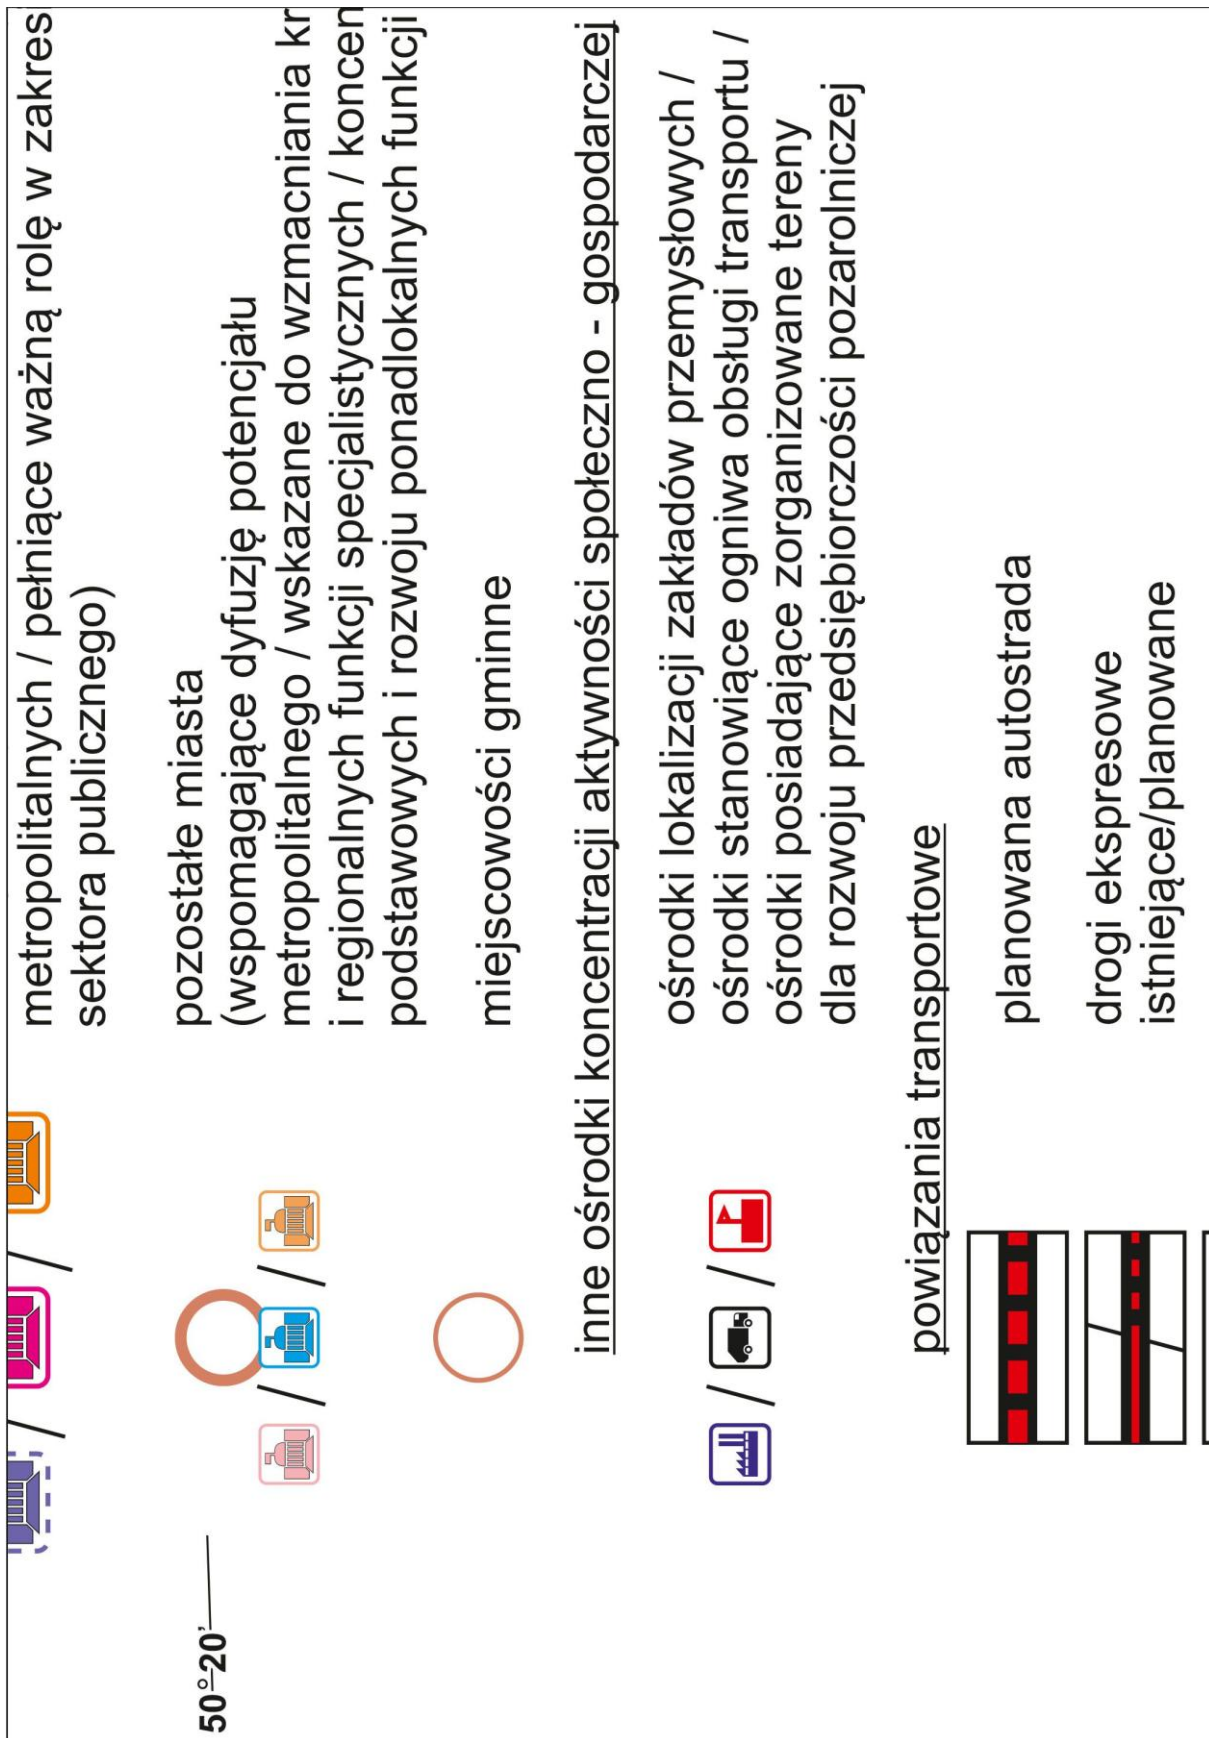 metropolitalnych / pełniące ważną rolę w zakres
sektora publicznego)
pozostałe miasta
(wspomagające dyfuzję potencjału
metropolitalnego / wskazane do wzmacniania kr
i regionalnych funkcji specjalistycznych / koncen
podstawowych i rozwoju ponadlokalnych funkcji
miejscowości gminne
inne ośrodki koncentracji aktywności społeczno - gospodarczej
ośrodki lokalizacji zakładów przemysłowych /
ośrodki stanowiące ogniwa obsługi transportu /
ośrodki posiadające zorganizowane tereny
dla rozwoju przedsiębiorczości pozarolniczej
powiązania transportowe
planowana autostrada
drogi ekspresowe
istniejące/planowane
/ /
/ /
/ /
50°20'